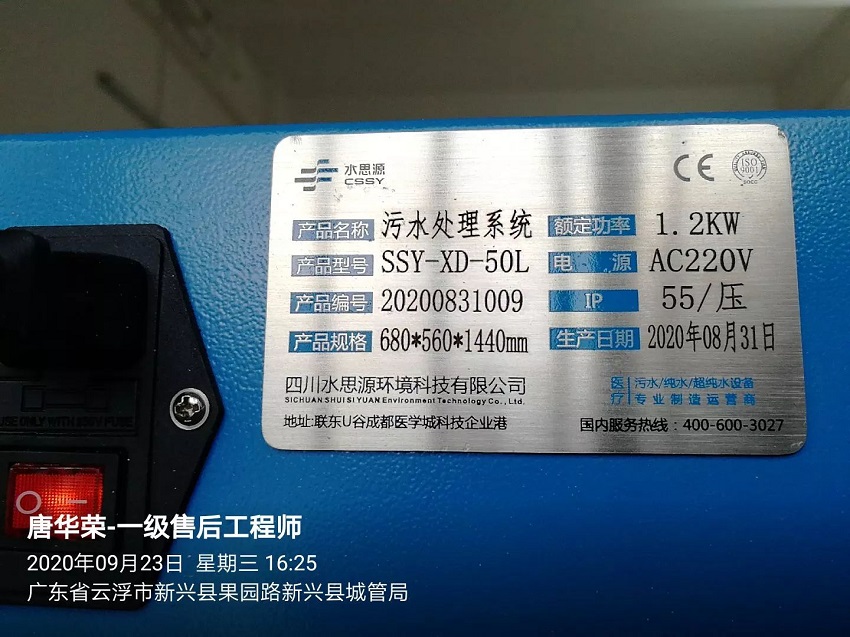 水思源
CSSY
CE
ISO
9001
产品名称 污水处理系统 额定功率 1.2KW
产品型号 SSY-XD-50L 电 源 AC220V
产品编号 20200831009 IP 55/压
产品规格 680*560*1440mm 生产日期 2020年08月31日
四川水思源环境科技有限公司
SICHUAN SHUISIYUAN Environment Technology Co., Ltd.
医疗 污水/纯水/超纯水设备
专业制造运营商
地址:联东U谷成都医学城科技企业港 国内服务热线:400-600-3027
USE ONLY WITH 250V FUSE
唐华荣-一级售后工程师
2020年09月23日 星期三 16:25
广东省云浮市新兴县果园路新兴县城管局